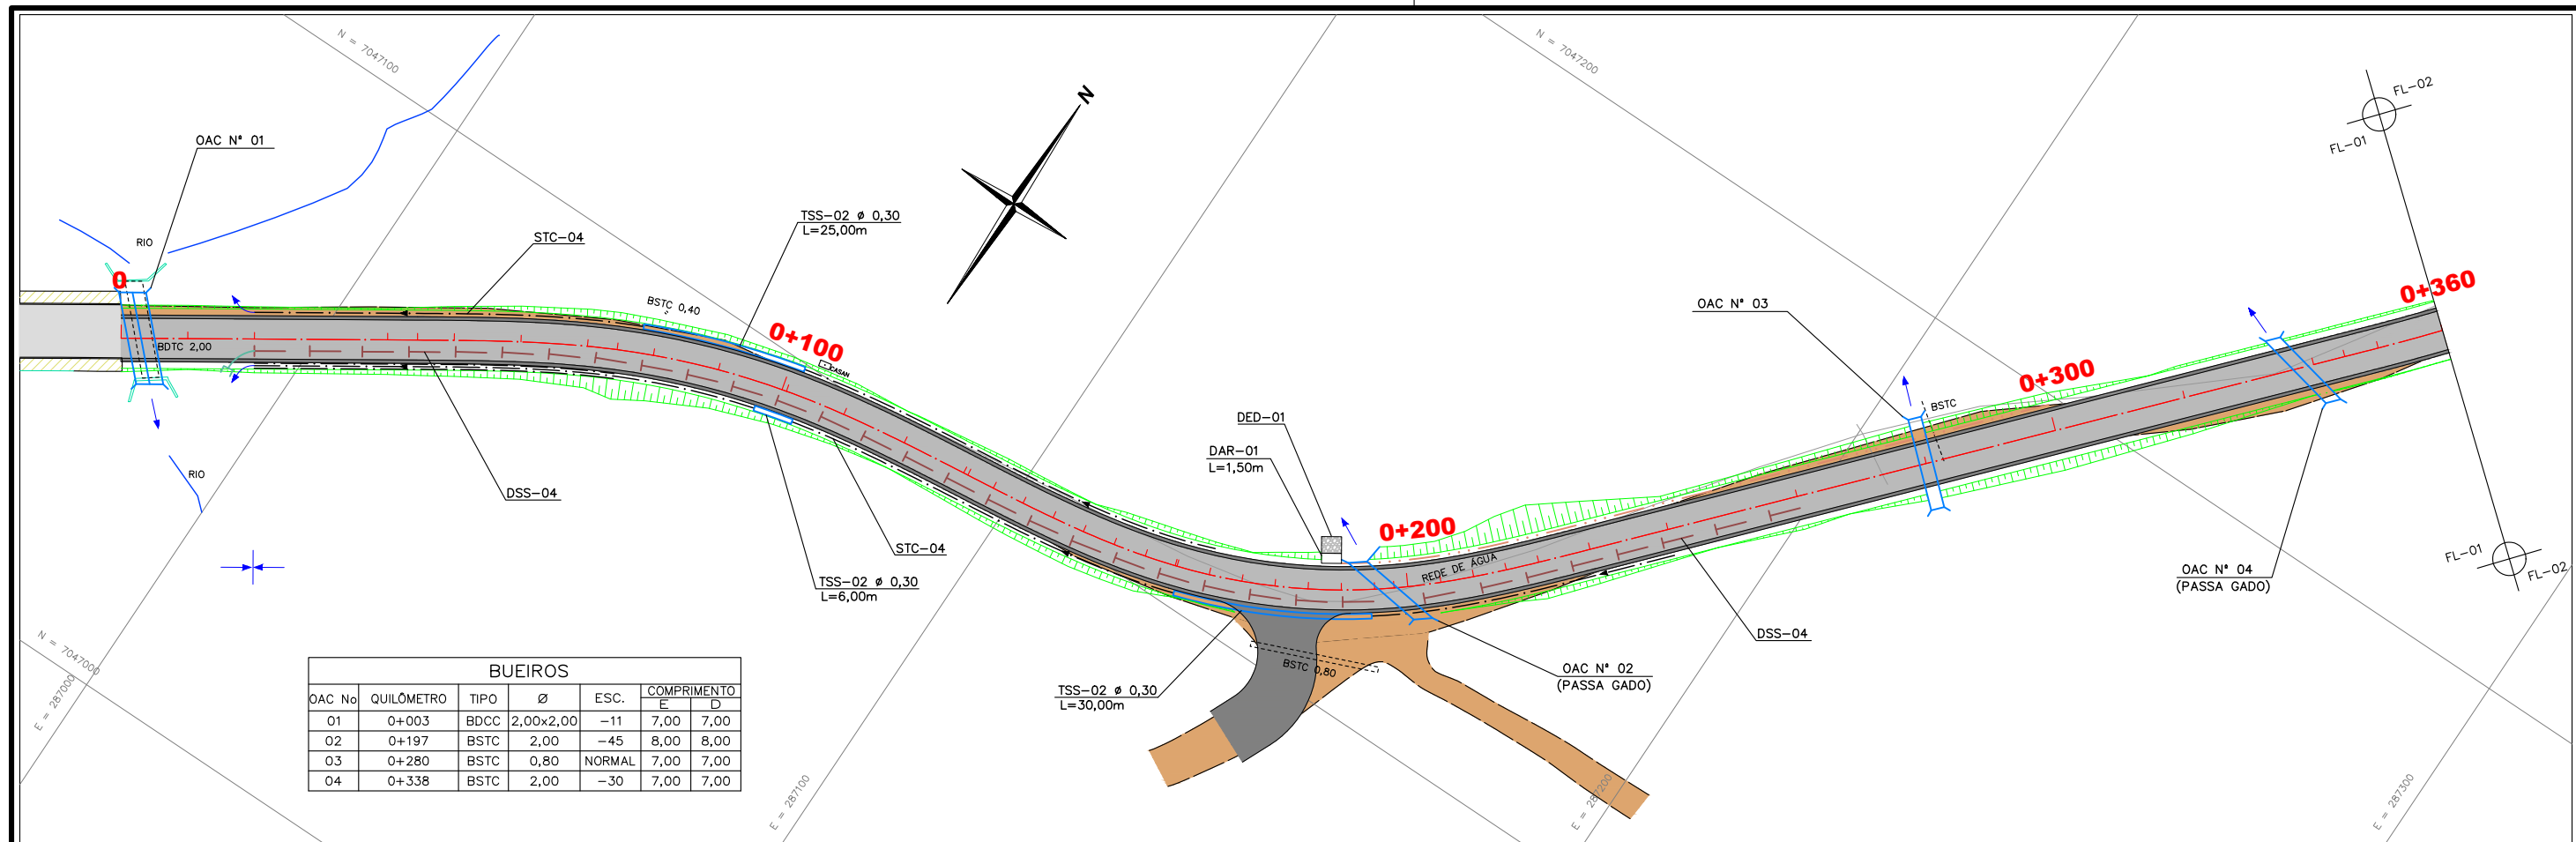 N = 7047100
N = 7047200
FL-02
FL-01
N
OAC N° 01
TSS-02 ø 0,30
L=25,00m
STC-04
RIO
BSTC 0,40
0
0+100
CASAN
BDTC 2,00
OAC N° 03
0+360
0+300
BSTC
DED-01
DAR-01
L=1,50m
0+200
REDE DE ÁGUA
RIO
DSS-04
STC-04
TSS-02 ø 0,30
L=6,00m
FL-01
FL-02
OAC N° 04
(PASSA GADO)
DSS-04
OAC N° 02
(PASSA GADO)
BSTC 0,80
TSS-02 ø 0,30
L=30,00m
N = 7047000
E = 287000
E = 287100
E = 287200
E = 287300
BUEIROS
OAC No QUILÔMETRO TIPO Ø ESC. COMPRIMENTO
E D
01 0+003 BDCC 2,00x2,00 -11 7,00 7,00
02 0+197 BSTC 2,00 -45 8,00 8,00
03 0+280 BSTC 0,80 NORMAL 7,00 7,00
04 0+338 BSTC 2,00 -30 7,00 7,00